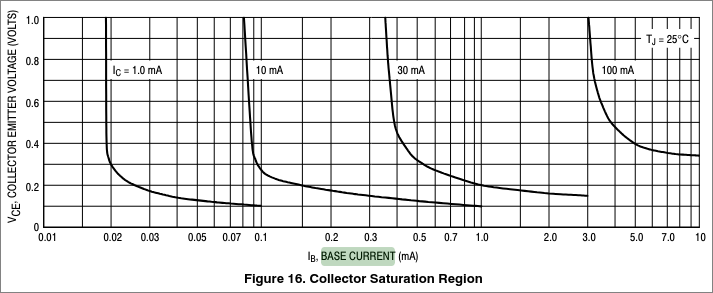 VCE, COLLECTOR EMITTER VOLTAGE (VOLTS)
1.0
0.8
0.6
0.4
0.2
0
IC = 1.0 mA
10 mA
30 mA
100 mA
TJ = 25°C
0.01 0.02 0.03 0.05 0.07 0.1 0.2 0.3 0.5 0.7 1.0 2.0 3.0 5.0 7.0 10
IB, BASE CURRENT (mA)
Figure 16. Collector Saturation Region